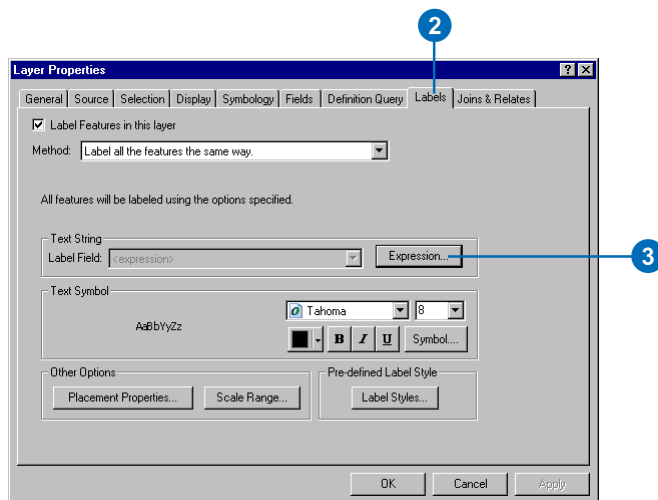 2
Layer Properties
General Source Selection Display Symbology Fields Definition Query Labels Joins & Relates
Label Features in this layer
Method: Label all the features the same way.
All features will be labeled using the options specified.
Text String
Label Field: <expression> Expression...
3
Text Symbol
AaBbYyZz
Tahoma 8
B I U Symbol....
Other Options Pre-defined Label Style
Placement Properties... Scale Range... Label Styles...
OK Cancel Apply